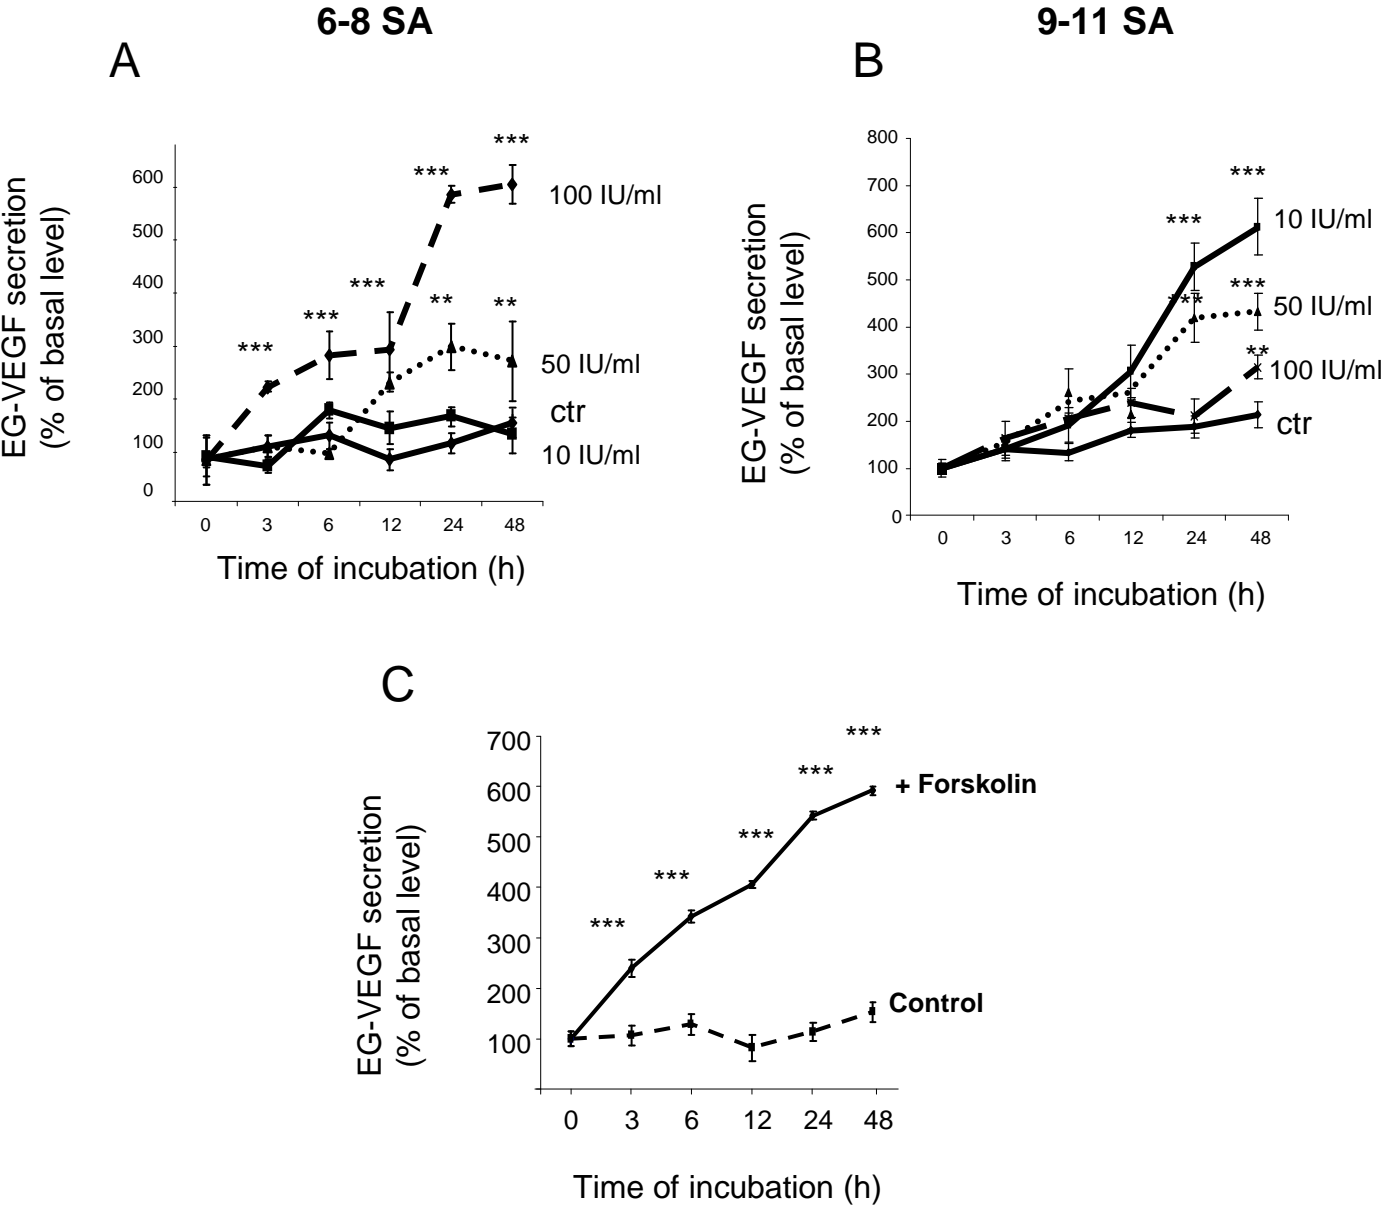 6-8 SA
9-11 SA
A
B
EG-VEGF secretion
(% of basal level)
600
500
400
300
200
100
0
***
***
***
***
***
**
**
100 IU/ml
50 IU/ml
ctr
10 IU/ml
0 3 6 12 24 48
Time of incubation (h)
EG-VEGF secretion
(% of basal level)
800
700
600
500
400
300
200
100
0
***
***
***
***
**
10 IU/ml
50 IU/ml
100 IU/ml
ctr
0 3 6 12 24 48
Time of incubation (h)
C
EG-VEGF secretion
(% of basal level)
700
600
500
400
300
200
100
***
***
***
***
***
+ Forskolin
Control
0 3 6 12 24 48
Time of incubation (h)